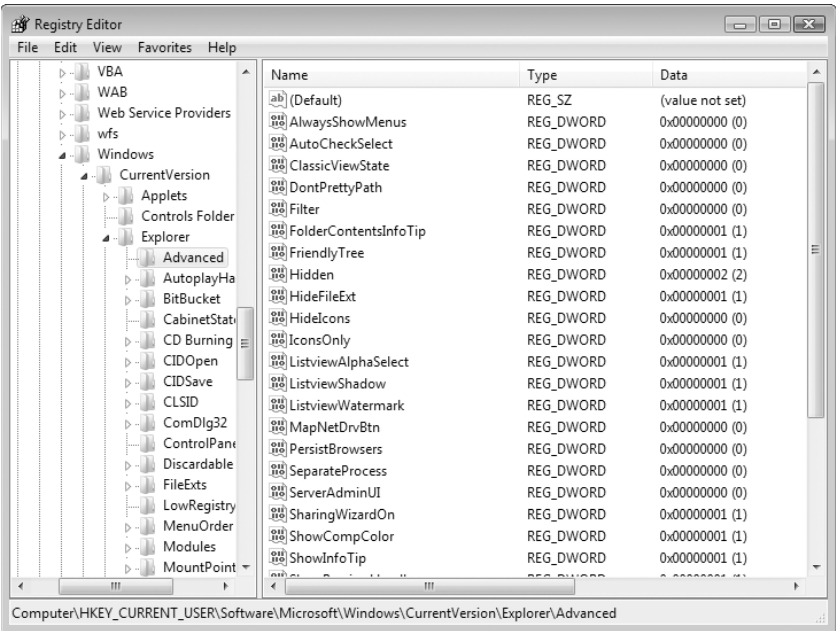 Registry Editor
File Edit View Favorites Help
VBA
WAB
Web Service Providers
wfs
Windows
CurrentVersion
Applets
Controls Folder
Explorer
Advanced
AutoplayHa
BitBucket
CabinetStat
CD Burning
CIDOpen
CIDSave
CLSID
ComDlg32
ControlPane
Discardable
FileExts
LowRegistry
MenuOrder
Modules
MountPoint
Name Type Data
(Default) REG_SZ (value not set)
AlwaysShowMenus REG_DWORD 0x00000000 (0)
AutoCheckSelect REG_DWORD 0x00000000 (0)
ClassicViewState REG_DWORD 0x00000000 (0)
DontPrettyPath REG_DWORD 0x00000000 (0)
Filter REG_DWORD 0x00000000 (0)
FolderContentsInfoTip REG_DWORD 0x00000001 (1)
FriendlyTree REG_DWORD 0x00000001 (1)
Hidden REG_DWORD 0x00000002 (2)
HideFileExt REG_DWORD 0x00000001 (1)
HideIcons REG_DWORD 0x00000000 (0)
IconsOnly REG_DWORD 0x00000000 (0)
ListviewAlphaSelect REG_DWORD 0x00000001 (1)
ListviewShadow REG_DWORD 0x00000001 (1)
ListviewWatermark REG_DWORD 0x00000001 (1)
MapNetDrvBtn REG_DWORD 0x00000000 (0)
PersistBrowsers REG_DWORD 0x00000000 (0)
SeparateProcess REG_DWORD 0x00000000 (0)
ServerAdminUI REG_DWORD 0x00000000 (0)
SharingWizardOn REG_DWORD 0x00000001 (1)
ShowCompColor REG_DWORD 0x00000001 (1)
ShowInfoTip REG_DWORD 0x00000001 (1)
Computer\HKEY_CURRENT_USER\Software\Microsoft\Windows\CurrentVersion\Explorer\Advanced